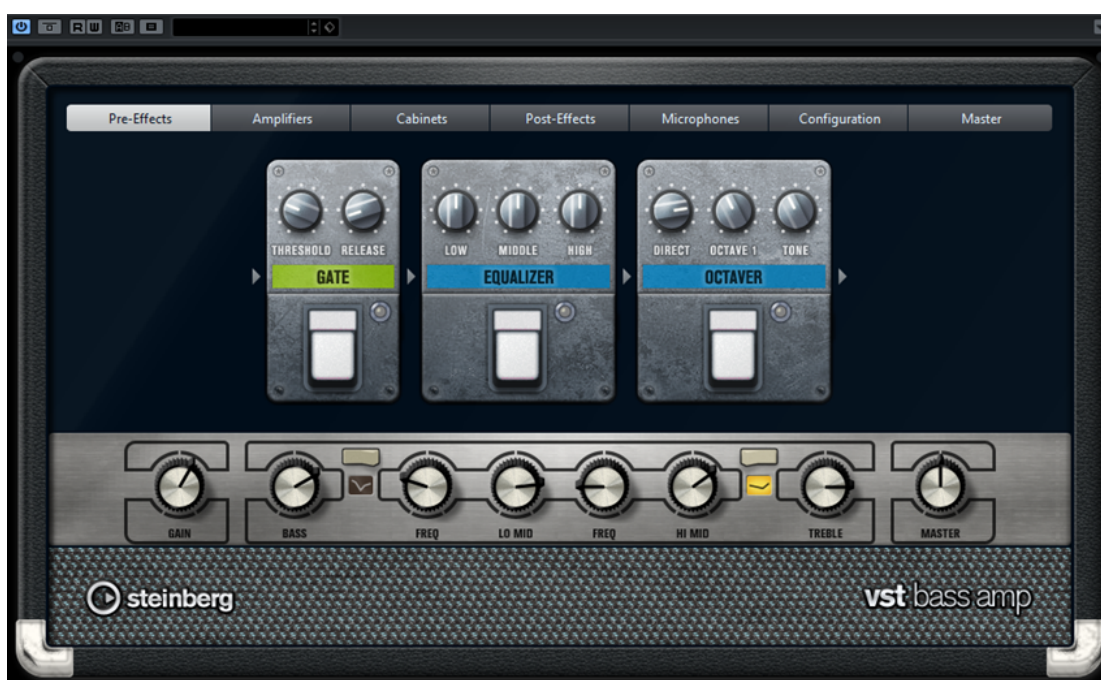 R W AB
Pre-Effects Amplifiers Cabinets Post-Effects Microphones Configuration Master
THRESHOLD RELEASE LOW MIDDLE HIGH DIRECT OCTAVE 1 TONE
GATE EQUALIZER OCTAVER
GAIN BASS FREQ LO MID FREQ HI MID TREBLE MASTER
steinberg vst bass amp